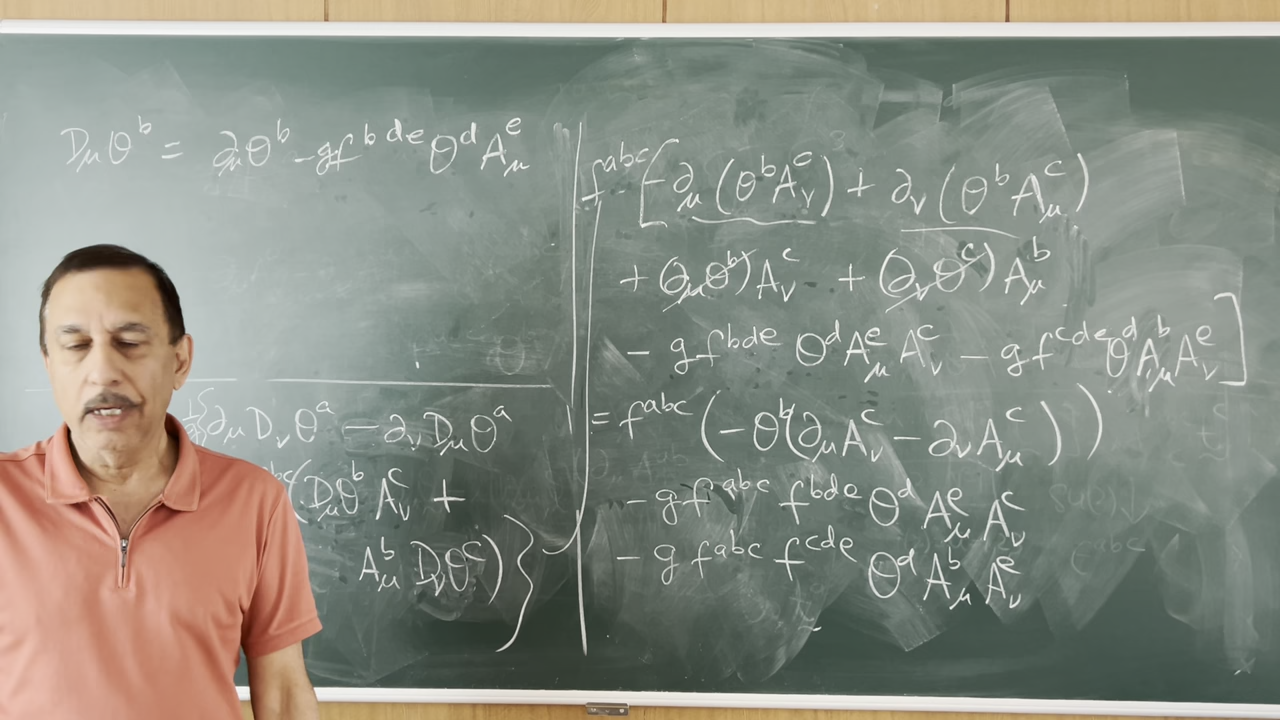 D_μ θ^b = ∂_μ θ^b - g f^{bde} θ^d A_μ^e
∂_μ D_ν θ^a - ∂_ν D_μ θ^a
(D_μ θ^b A_ν^c +
A_μ^b D_ν θ^c) }
f^{abc} [ -∂_μ (θ^b A_ν^c) + ∂_ν (θ^b A_μ^c)
+ (∂_μ θ^b) A_ν^c + (∂_ν θ^c) A_μ^b
- g f^{bde} θ^d A_μ^e A_ν^c - g f^{cde} θ^d A_μ^b A_ν^e ]
= f^{abc} (-θ^b (∂_μ A_ν^c - ∂_ν A_μ^c))
- g f^{abc} f^{bde} θ^d A_μ^e A_ν^c
- g f^{abc} f^{cde} θ^d A_μ^b A_ν^e